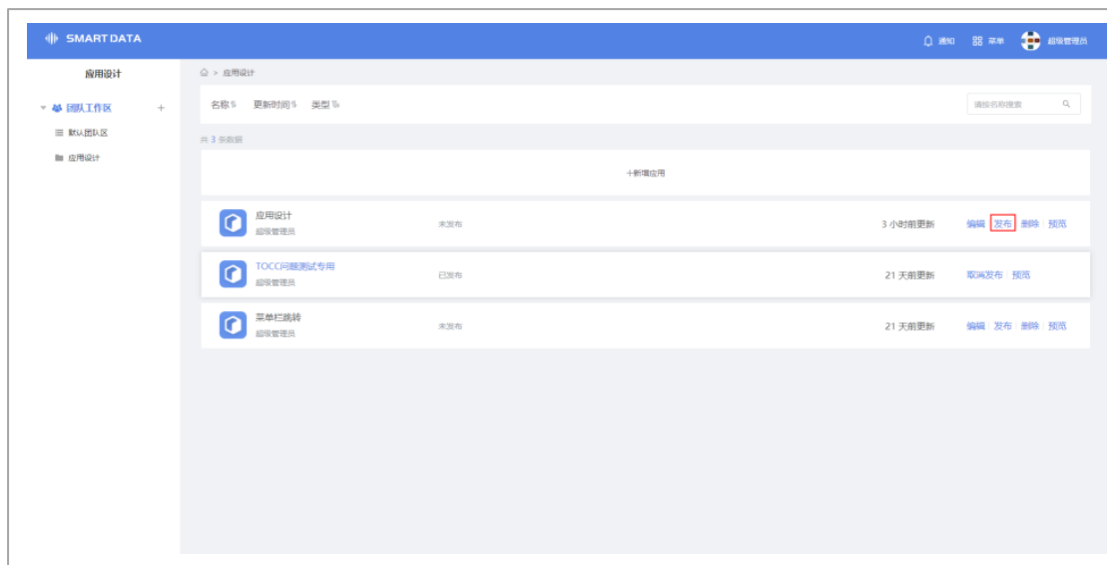 SMART DATA
通知 菜单 超级管理员
应用设计
> 应用设计
团队工作区 +
默认团队区
应用设计
名称 更新时间 类型
请按名称搜索
共 3 条数据
+新增应用
应用设计
超级管理员
未发布
3 小时前更新
编辑 发布 删除 预览
TOCC问题测试专用
超级管理员
已发布
21 天前更新
取消发布 预览
菜单栏跳转
超级管理员
未发布
21 天前更新
编辑 发布 删除 预览